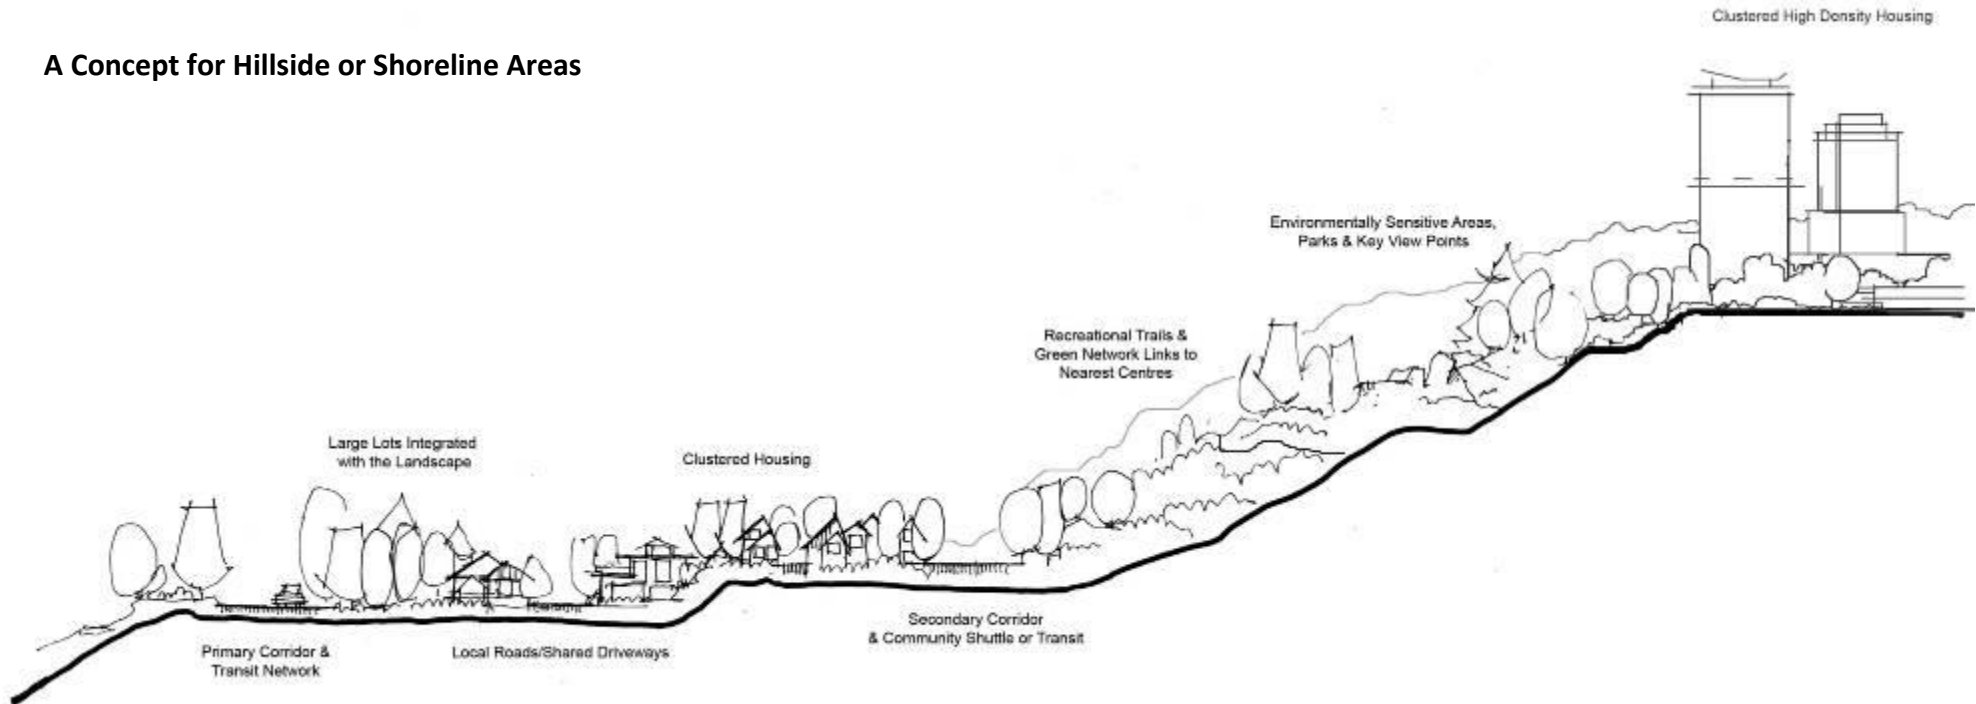 Clustered High Density Housing
A Concept for Hillside or Shoreline Areas
Environmentally Sensitive Areas,
Parks & Key View Points
Recreational Trails &
Green Network Links to
Nearest Centres
Large Lots Integrated
with the Landscape
Clustered Housing
Primary Corridor &
Transit Network
Local Roads/Shared Driveways
Secondary Corridor
& Community Shuttle or Transit